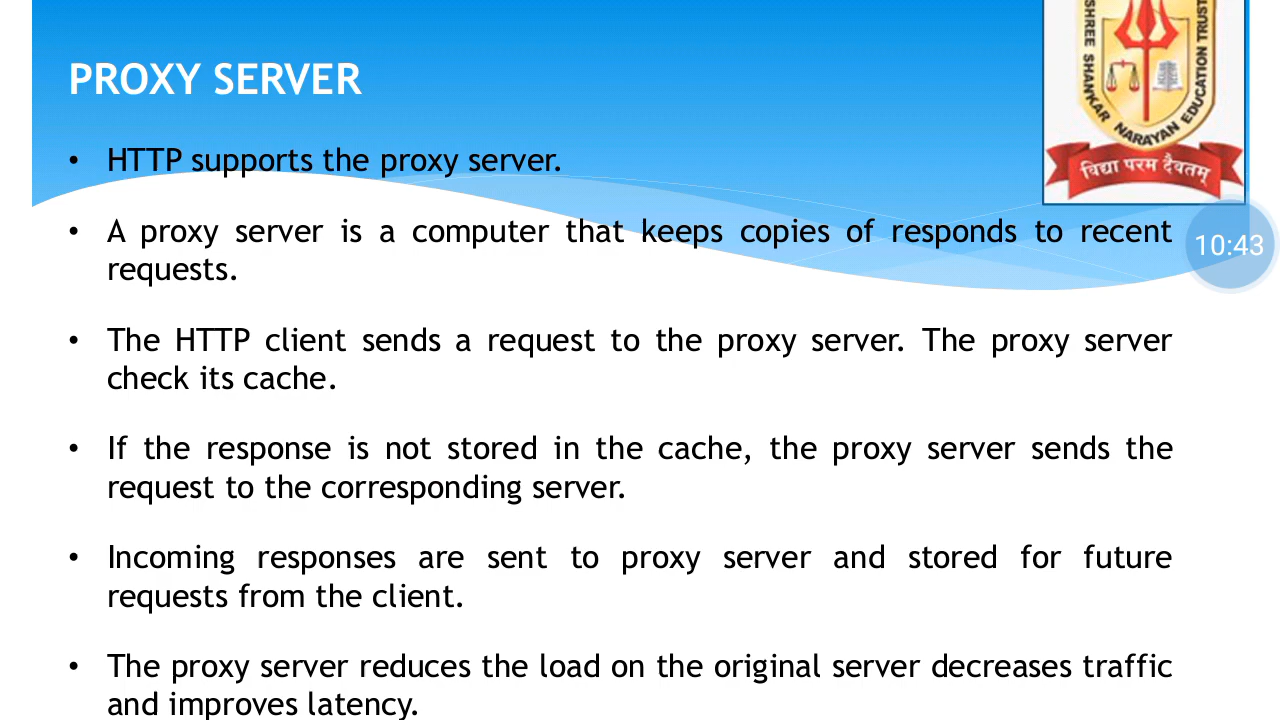 PROXY SERVER
SHREE SHANKAR NARAYAN EDUCATION TRUST
विद्या परम दैवतम्
• HTTP supports the proxy server.
• A proxy server is a computer that keeps copies of responds to recent
requests.
10:43
• The HTTP client sends a request to the proxy server. The proxy server
check its cache.
• If the response is not stored in the cache, the proxy server sends the
request to the corresponding server.
• Incoming responses are sent to proxy server and stored for future
requests from the client.
• The proxy server reduces the load on the original server decreases traffic
and improves latency.